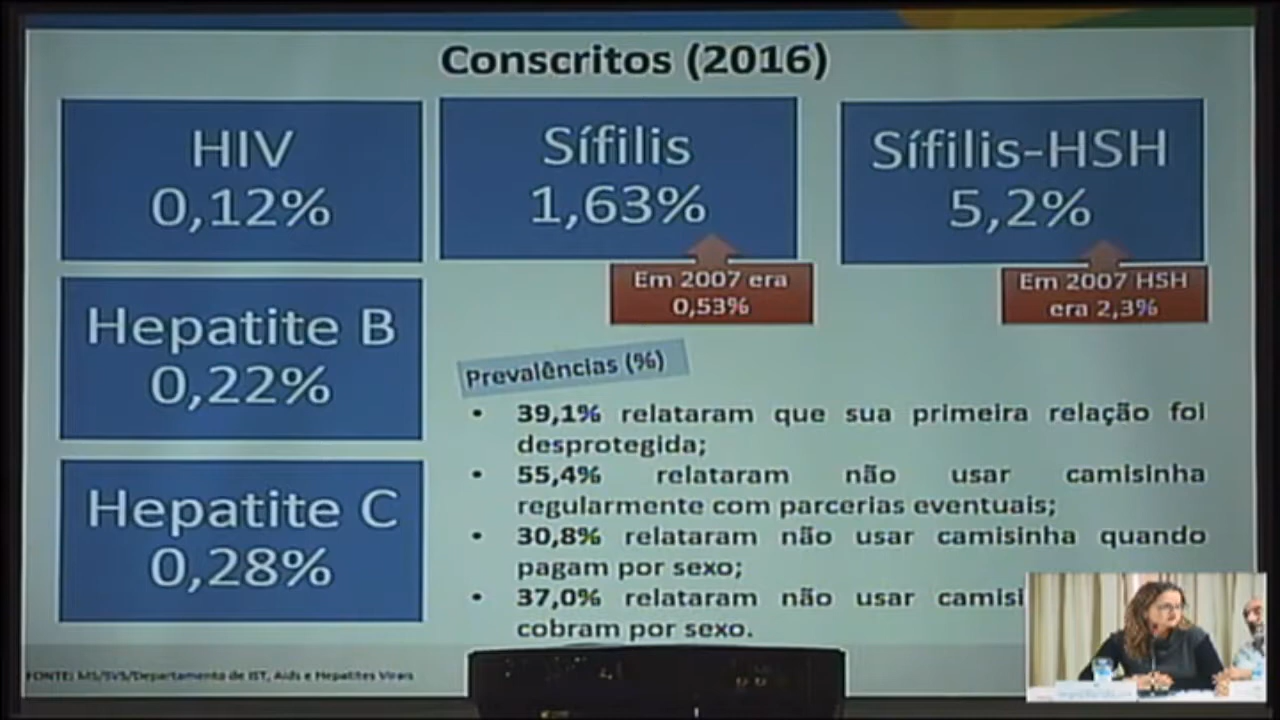 Conscritos (2016)
HIV
0,12%
Sífilis
1,63%
Sífilis-HSH
5,2%
Em 2007 era
0,53%
Em 2007 HSH
era 2,3%
Hepatite B
0,22%
Hepatite C
0,28%
Prevalências (%)
• 39,1% relataram que sua primeira relação foi
desprotegida;
• 55,4% relataram não usar camisinha
regularmente com parcerias eventuais;
• 30,8% relataram não usar camisinha quando
pagam por sexo;
• 37,0% relataram não usar camisi
cobram por sexo.
FONTE: MS/SVS/Departamento de IST, Aids e Hepatites Virais